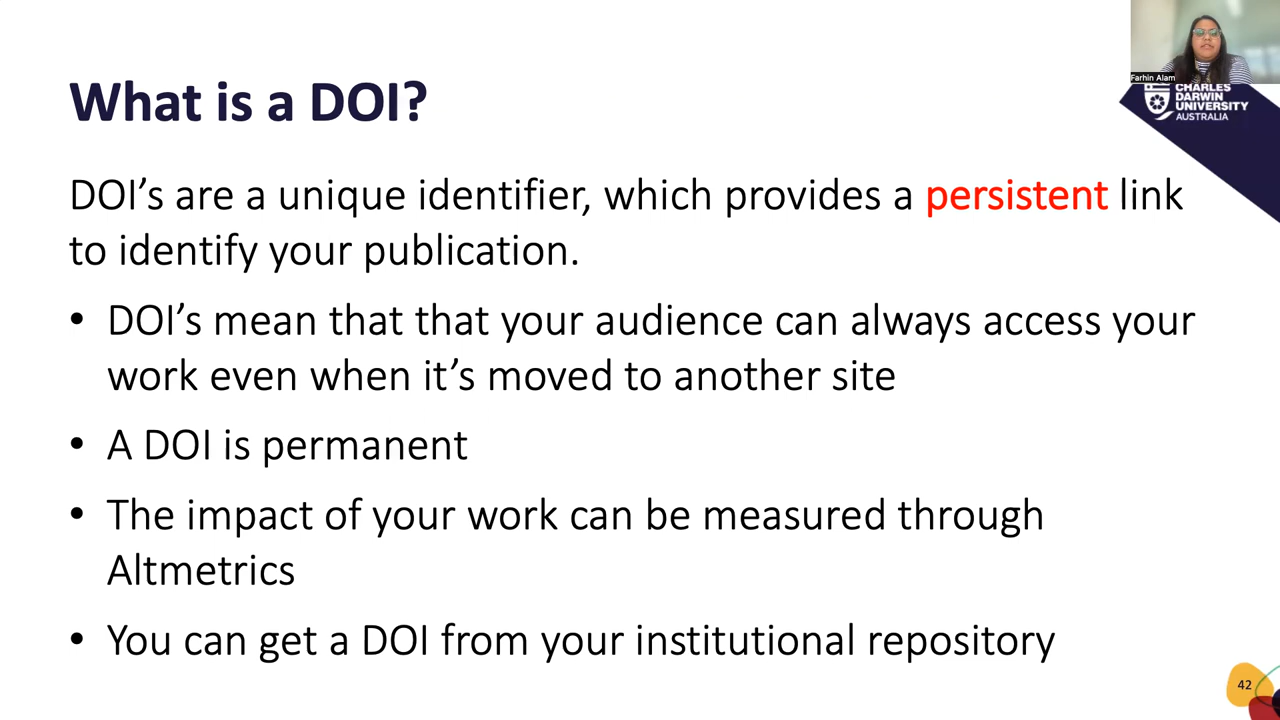 Farhin Alam
CHARLES
DARWIN
UNIVERSITY
AUSTRALIA
What is a DOI?
DOI’s are a unique identifier, which provides a persistent link
to identify your publication.
• DOI’s mean that that your audience can always access your
work even when it’s moved to another site
• A DOI is permanent
• The impact of your work can be measured through
Altmetrics
• You can get a DOI from your institutional repository
42